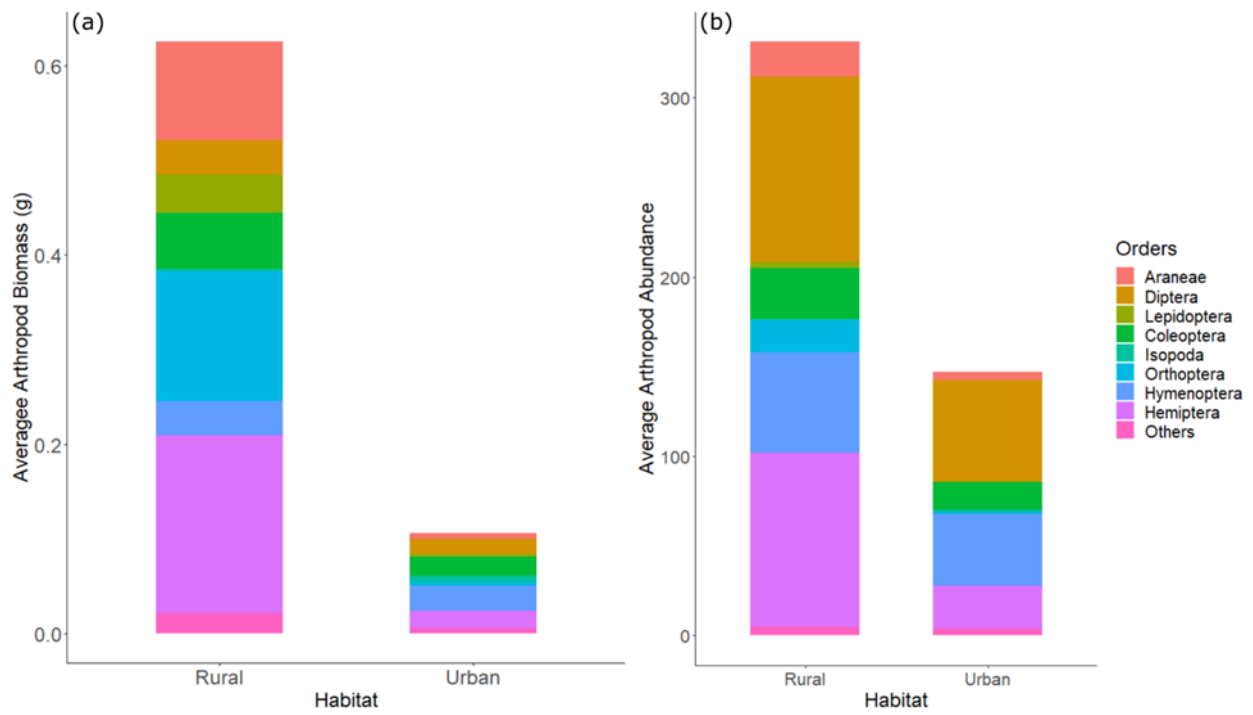 (a)
Averagee Arthropod Biomass (g)
0.6
0.4
0.2
0.0
Rural
Urban
Habitat
(b)
Average Arthropod Abundance
300
200
100
0
Rural
Urban
Habitat
Orders
Araneae
Diptera
Lepidoptera
Coleoptera
Isopoda
Orthoptera
Hymenoptera
Hemiptera
Others